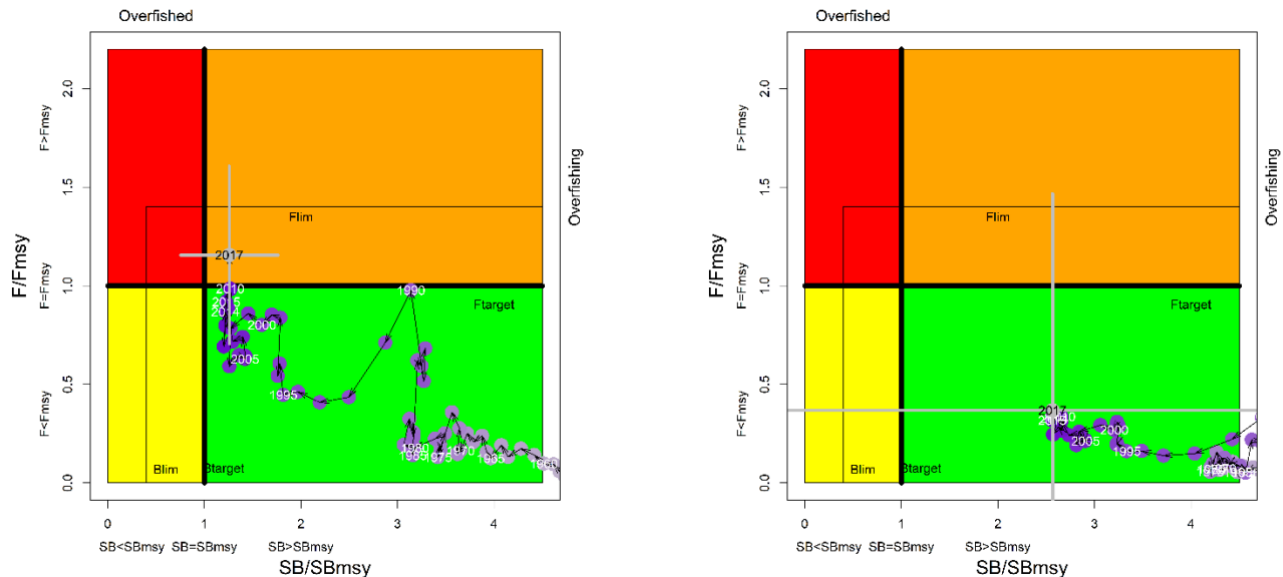 Overfished
Overfishing
F/Fmsy
F<Fmsy
F=Fmsy
F>Fmsy
0.0
0.5
1.0
1.5
2.0
Flim
2017
2010
2015
2014
1990
Ftarget
2000
2005
1995
1980
1985
1975
1970
1965
1960
Blim
Btarget
0
1
2
3
4
SB<SBmsy
SB=SBmsy
SB>SBmsy
SB/SBmsy
Overfished
Overfishing
F/Fmsy
F<Fmsy
F=Fmsy
F>Fmsy
0.0
0.5
1.0
1.5
2.0
Flim
Ftarget
2017
2015
2000
2005
1995
Blim
Btarget
0
1
2
3
4
SB<SBmsy
SB=SBmsy
SB>SBmsy
SB/SBmsy